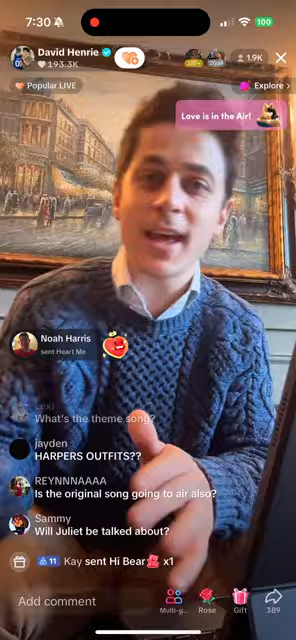 7:30
100
David Henrie
193.3K
1.9K
Popular LIVE
Explore >
Love is in the Air!
Noah Harris
sent Heart Me
Lexi
What's the theme song?
jayden
HARPERS OUTFITS??
REYNNNAAAA
Is the original song going to air also?
Sammy
Will Juliet be talked about?
11 Kay sent Hi Bear x1
Add comment
Multi-g...
Rose
Gift
389